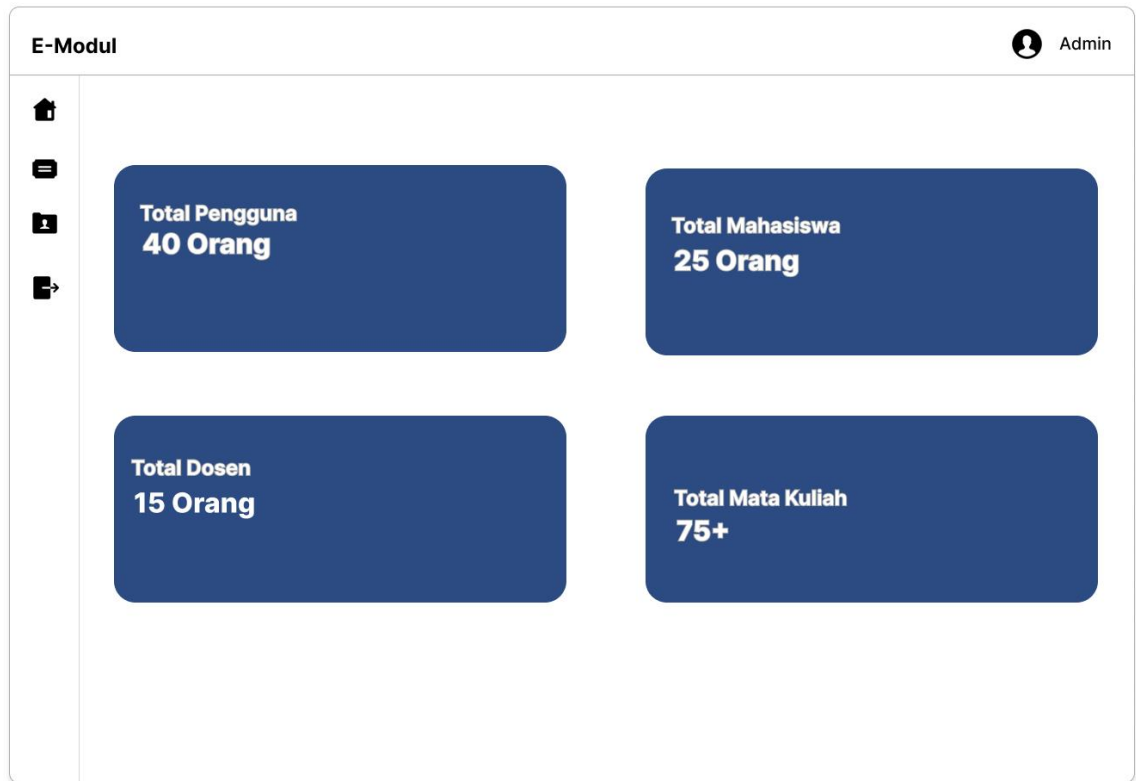 E-Modul
Admin
Total Pengguna
40 Orang
Total Mahasiswa
25 Orang
Total Dosen
15 Orang
Total Mata Kuliah
75+